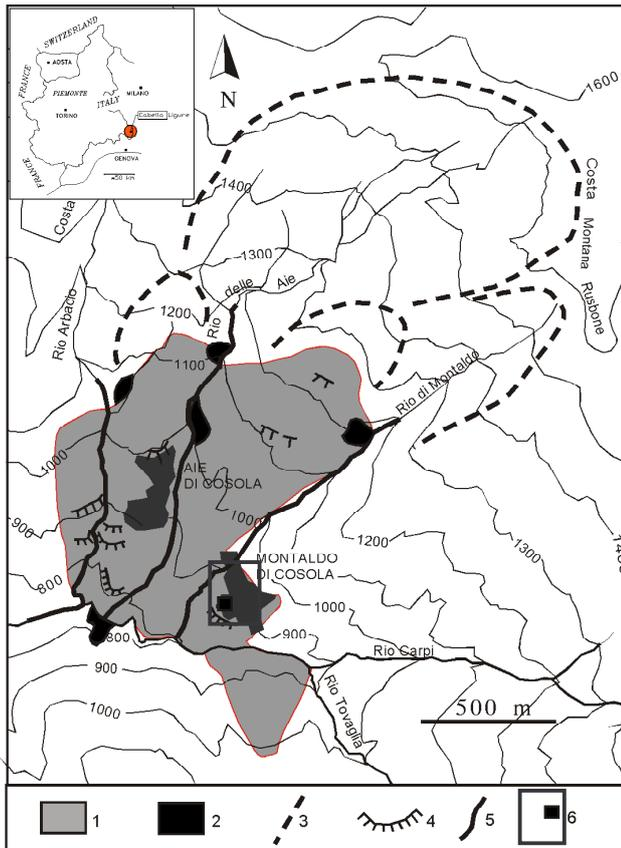 SWITZERLAND
AOSTA
FRANCE
PIEMONTE
MILANO
ITALY
TORINO
Cabella Ligure
GENOVA
FRANCE
50 km
N
1600
Costa
Costa Montana Rusbone
1400
1300
Rio delle Aie
1200
Rio Arbacio
1100
Rio di Montaldo
1000
AIE
DI COSOLA
900
1000
1200
1300
MONTALDO
DI COSOLA
800
1000
900
800
Rio Carpi
900
Rio Tovaglia
1000
500 m
1
2
3
4
5
6